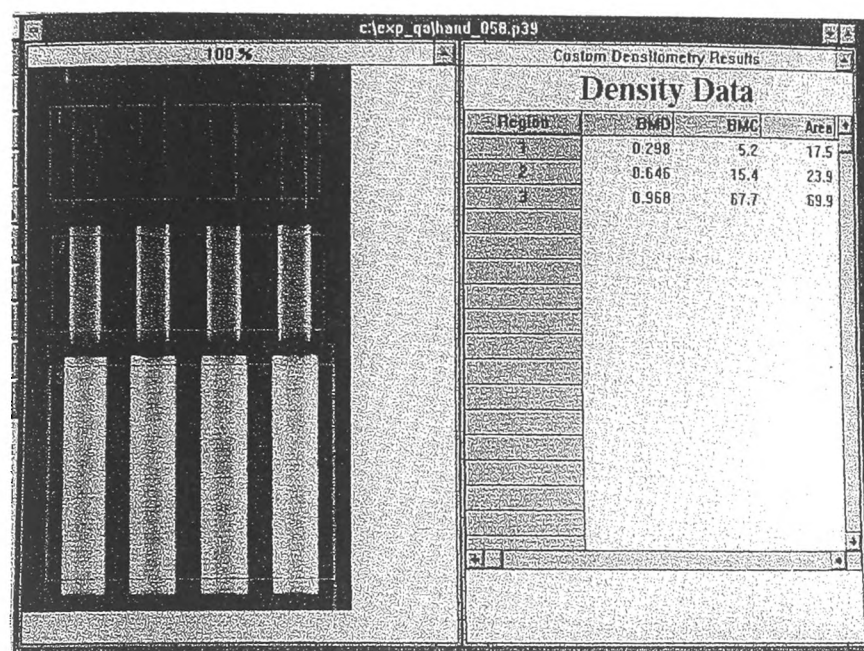 c:\exp_qa\hand_058.p39
100%
Custom Densitometry Results
Density Data
Region BMD BMC Area
1 0.298 5.2 17.5
2 0.646 15.4 23.9
3 0.968 67.7 69.9